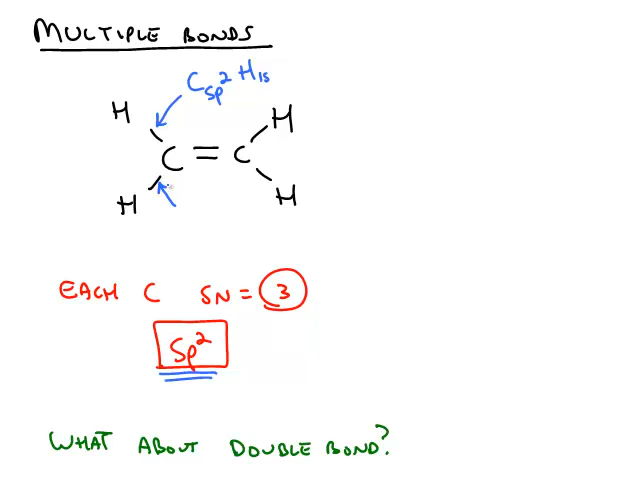 MULTIPLE BONDS
Csp² H1s
H H
C = C
H H
EACH C SN = 3
Sp²
WHAT ABOUT DOUBLE BOND?